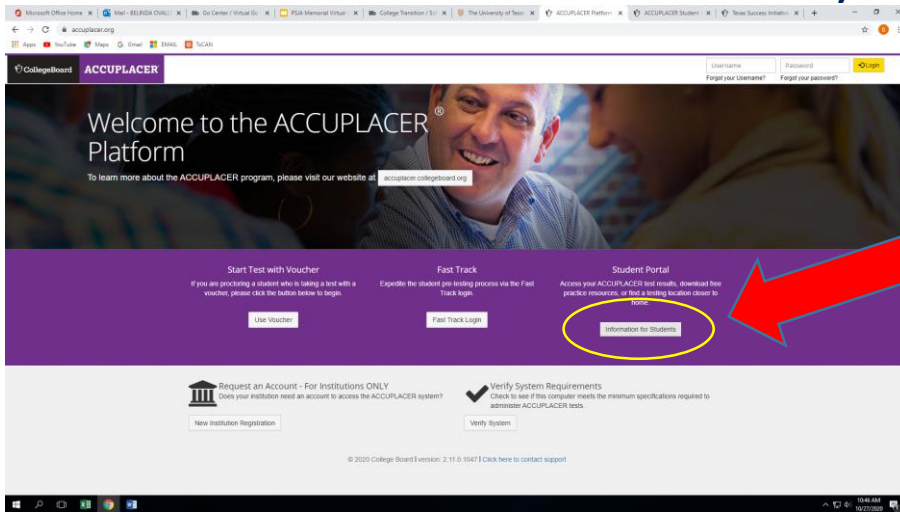 Microsoft Office Home
Mail - BELINDA OVALL
Go Center / Virtual Go
PSJA Memorial Virtual
College Transition / S
The University of Texas
ACCUPLACER Platform
ACCUPLACER Student
Texas Success Initiative
accuplacer.org
Apps
YouTube
Maps
Gmail
EMAIL
TxCAN
CollegeBoard
ACCUPLACER
Username
Password
Login
Forgot your Username?
Forgot your password?
Welcome to the ACCUPLACER ®
Platform
To learn more about the ACCUPLACER program, please visit our website at accuplacer.collegeboard.org
Start Test with Voucher
If you are proctoring a student who is taking a test with a
voucher, please click the button below to begin.
Use Voucher
Fast Track
Expedite the student pre-testing process via the Fast
Track login.
Fast Track Login
Student Portal
Access your ACCUPLACER test results, download free
practice resources, or find a testing location closer to
home.
Information for Students
Request an Account - For Institutions ONLY
Does your institution need an account to access the ACCUPLACER system?
New Institution Registration
Verify System Requirements
Check to see if this computer meets the minimum specifications required to
administer ACCUPLACER tests.
Verify System
© 2020 College Board | version: 2.11.0.1047 | Click here to contact support
10:46 AM
10/27/2020